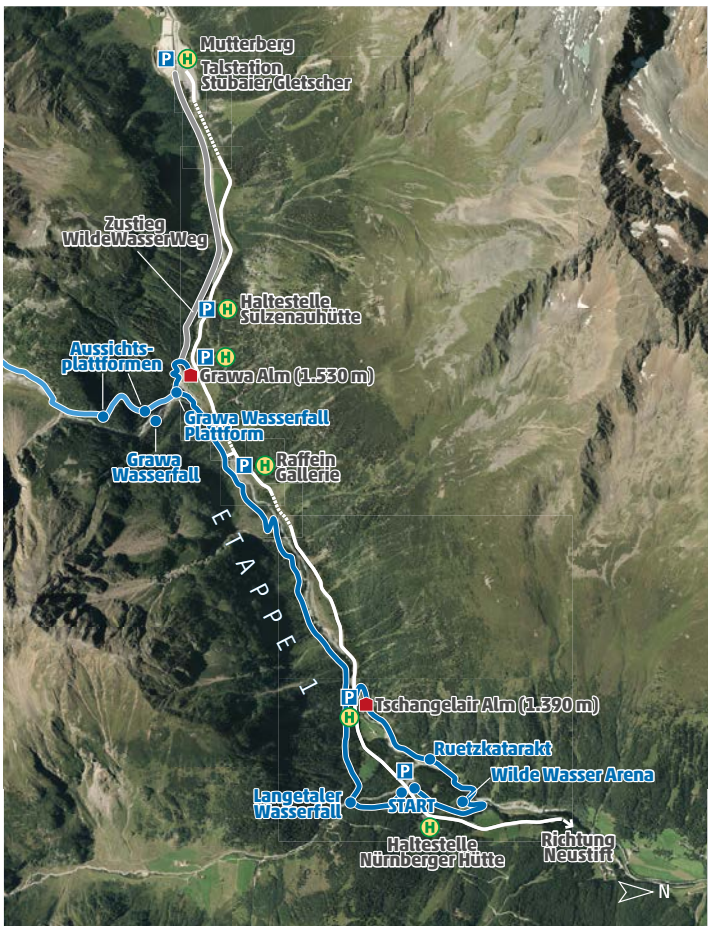 P H Mutterberg
Talstation
Stubaier Gletscher
Zustieg
WildeWasserWeg
P H Haltestelle
Sulzenauhütte
Aussichts-
plattformen
P H
Grawa Alm (1.530 m)
Grawa Wasserfall
Plattform
Grawa
Wasserfall
P H Raffein
Gallerie
ETAPPE 1
P
H
Tschangelair Alm (1.390 m)
Ruetzkatarakt
P
Wilde Wasser Arena
Langetaler
Wasserfall
START
H
Haltestelle
Nürnberger Hütte
Richtung
Neustift
N